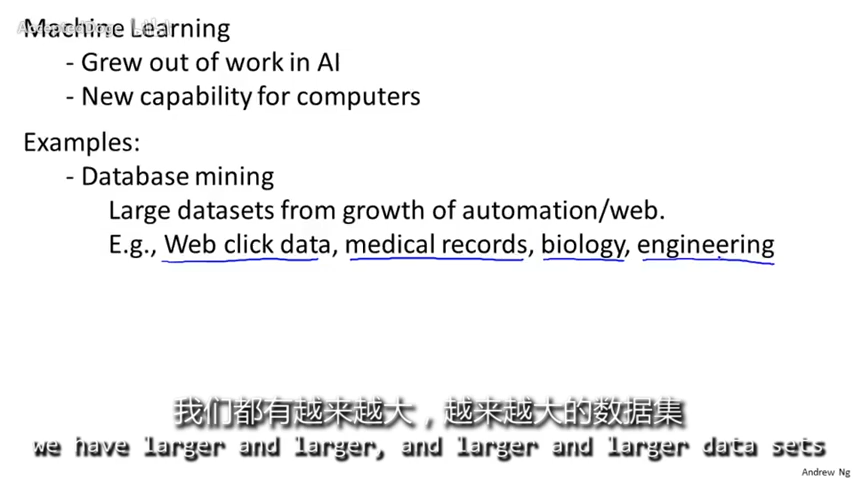 Machine Learning
- Grew out of work in AI
- New capability for computers
Examples:
- Database mining
Large datasets from growth of automation/web.
E.g., Web click data, medical records, biology, engineering
我们都有越来越大，越来越大的数据集
we have larger and larger, and larger and larger data sets
Andrew Ng